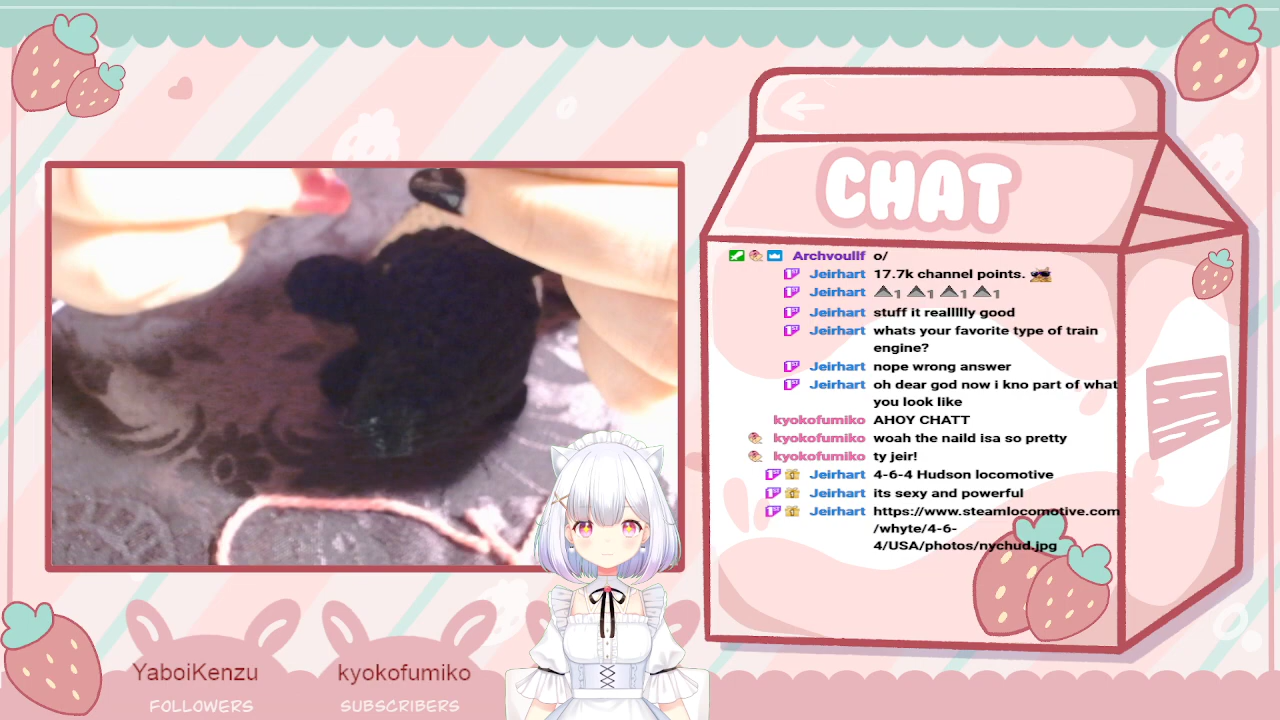 CHAT
Archvoullf o/
Jeirhart 17.7k channel points.
Jeirhart 1 1 1 1
Jeirhart stuff it reallllly good
Jeirhart whats your favorite type of train
engine?
Jeirhart nope wrong answer
Jeirhart oh dear god now i kno part of what
you look like
kyokofumiko AHOY CHATT
kyokofumiko woah the naild isa so pretty
kyokofumiko ty jeir!
Jeirhart 4-6-4 Hudson locomotive
Jeirhart its sexy and powerful
Jeirhart https://www.steamlocomotive.com
/whyte/4-6-
4/USA/photos/nychud.jpg
YaboiKenzu
FOLLOWERS
kyokofumiko
SUBSCRIBERS